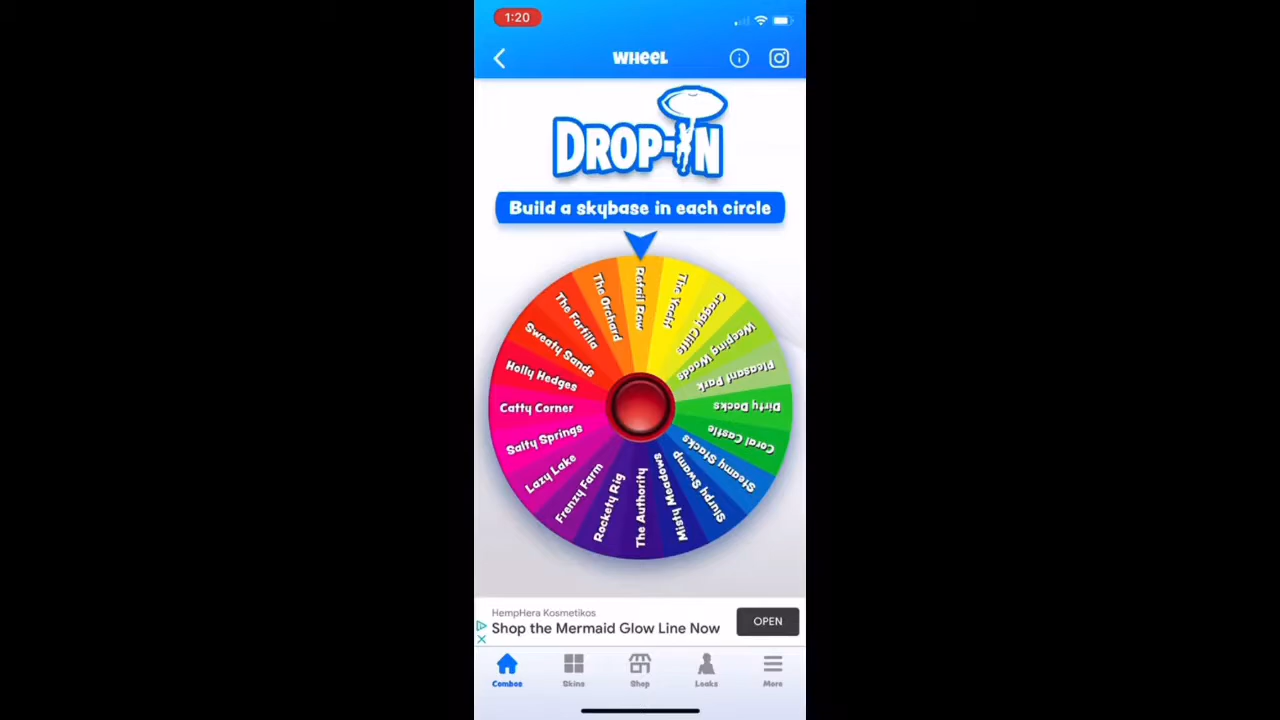 1:20
WHEEL
DROP-IN
Build a skybase in each circle
Retail Row
The Yacht
Craggy Cliffs
Weeping Woods
Pleasant Park
Dirty Docks
Coral Castle
Steamy Stacks
Slurpy Swamp
Misty Meadows
The Authority
Rockety Rig
Frenzy Farm
Lazy Lake
Salty Springs
Catty Corner
Holly Hedges
Sweaty Sands
The Fortilla
The Orchard
HempHera Kosmetikos
Shop the Mermaid Glow Line Now
OPEN
Combos
Skins
Shop
Leaks
More